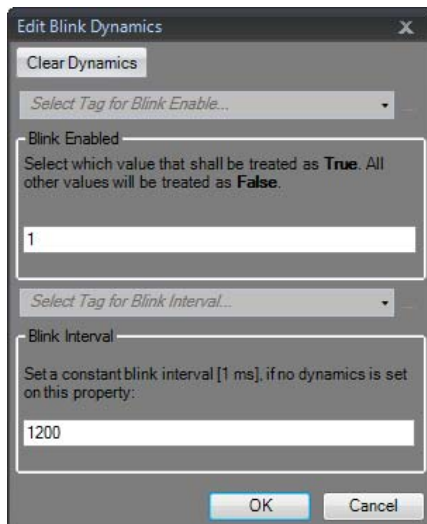 Edit Blink Dynamics
Clear Dynamics
Select Tag for Blink Enable...
Blink Enabled
Select which value that shall be treated as True. All
other values will be treated as False.
1
Select Tag for Blink Interval...
Blink Interval
Set a constant blink interval [1 ms], if no dynamics is set
on this property:
1200
OK Cancel